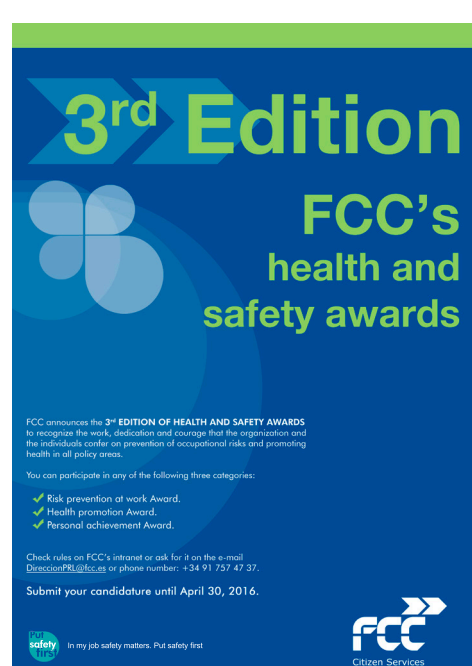 3rd Edition
FCC's
health and
safety awards
FCC announces the 3rd EDITION OF HEALTH AND SAFETY AWARDS
to recognize the work, dedication and courage that the organization and
the individuals confer on prevention of occupational risks and promoting
health in all policy areas.
You can participate in any of the following three categories:
Risk prevention at work Award.
Health promotion Award.
Personal achievement Award.
Check rules on FCC's intranet or ask for it on the e-mail
DireccionPRL@fcc.es or phone number: +34 91 757 47 37.
Submit your candidature until April 30, 2016.
Put
safety
first
In my job safety matters. Put safety first
FCC
Citizen Services